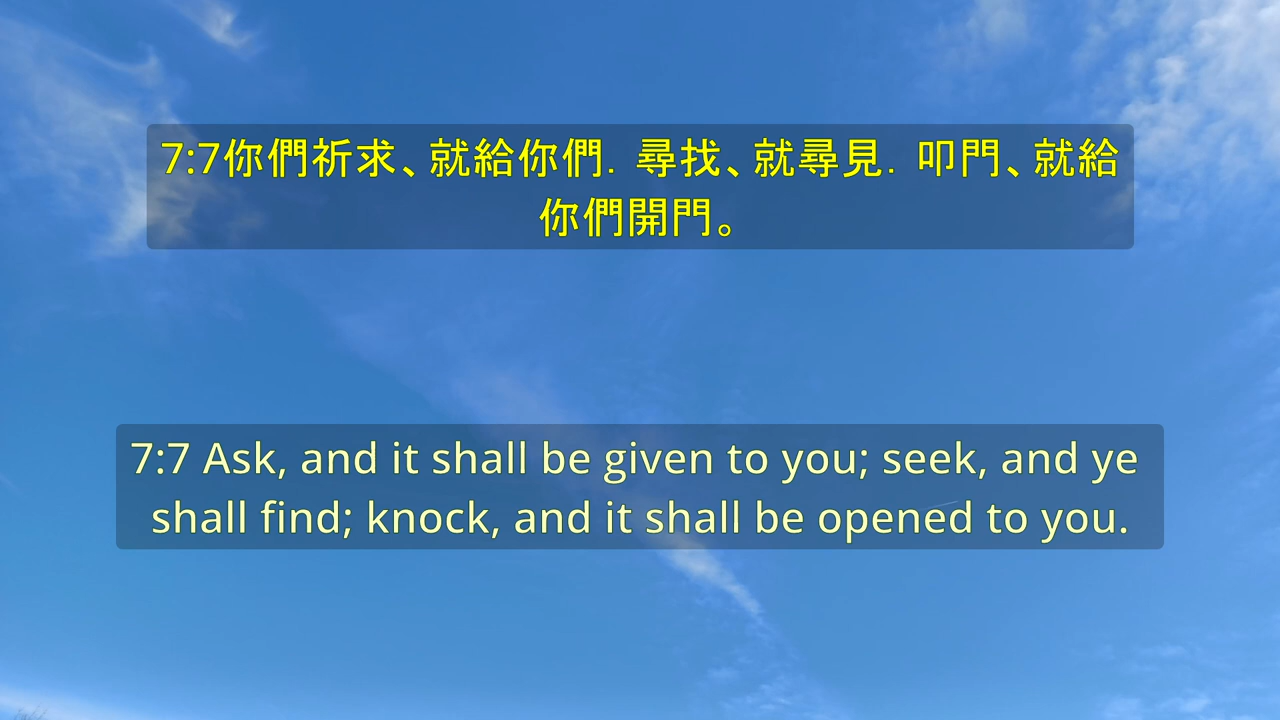 7:7你們祈求、就給你們．尋找、就尋見．叩門、就給
你們開門。
7:7 Ask, and it shall be given to you; seek, and ye
shall find; knock, and it shall be opened to you.